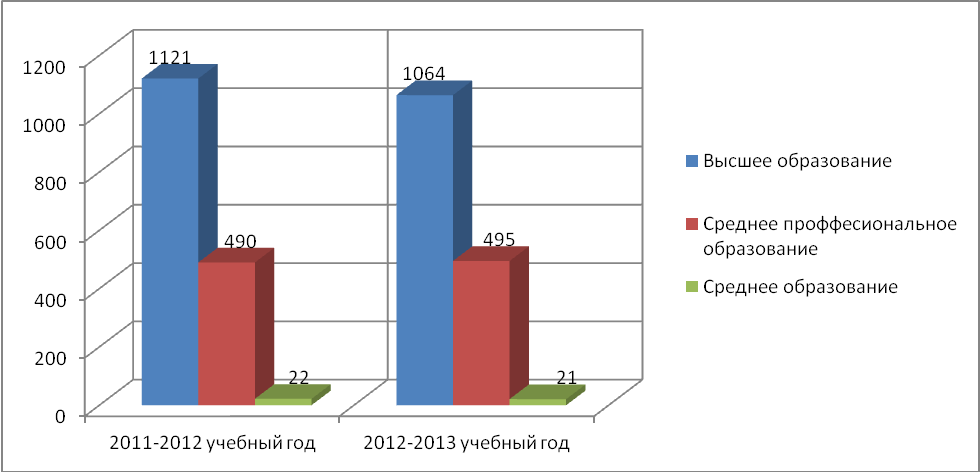 1200
1000
800
600
400
200
0
1121
490
22
1064
495
21
2011-2012 учебный год
2012-2013 учебный год
Высшее образование
Среднее проффесиональное
образование
Среднее образование